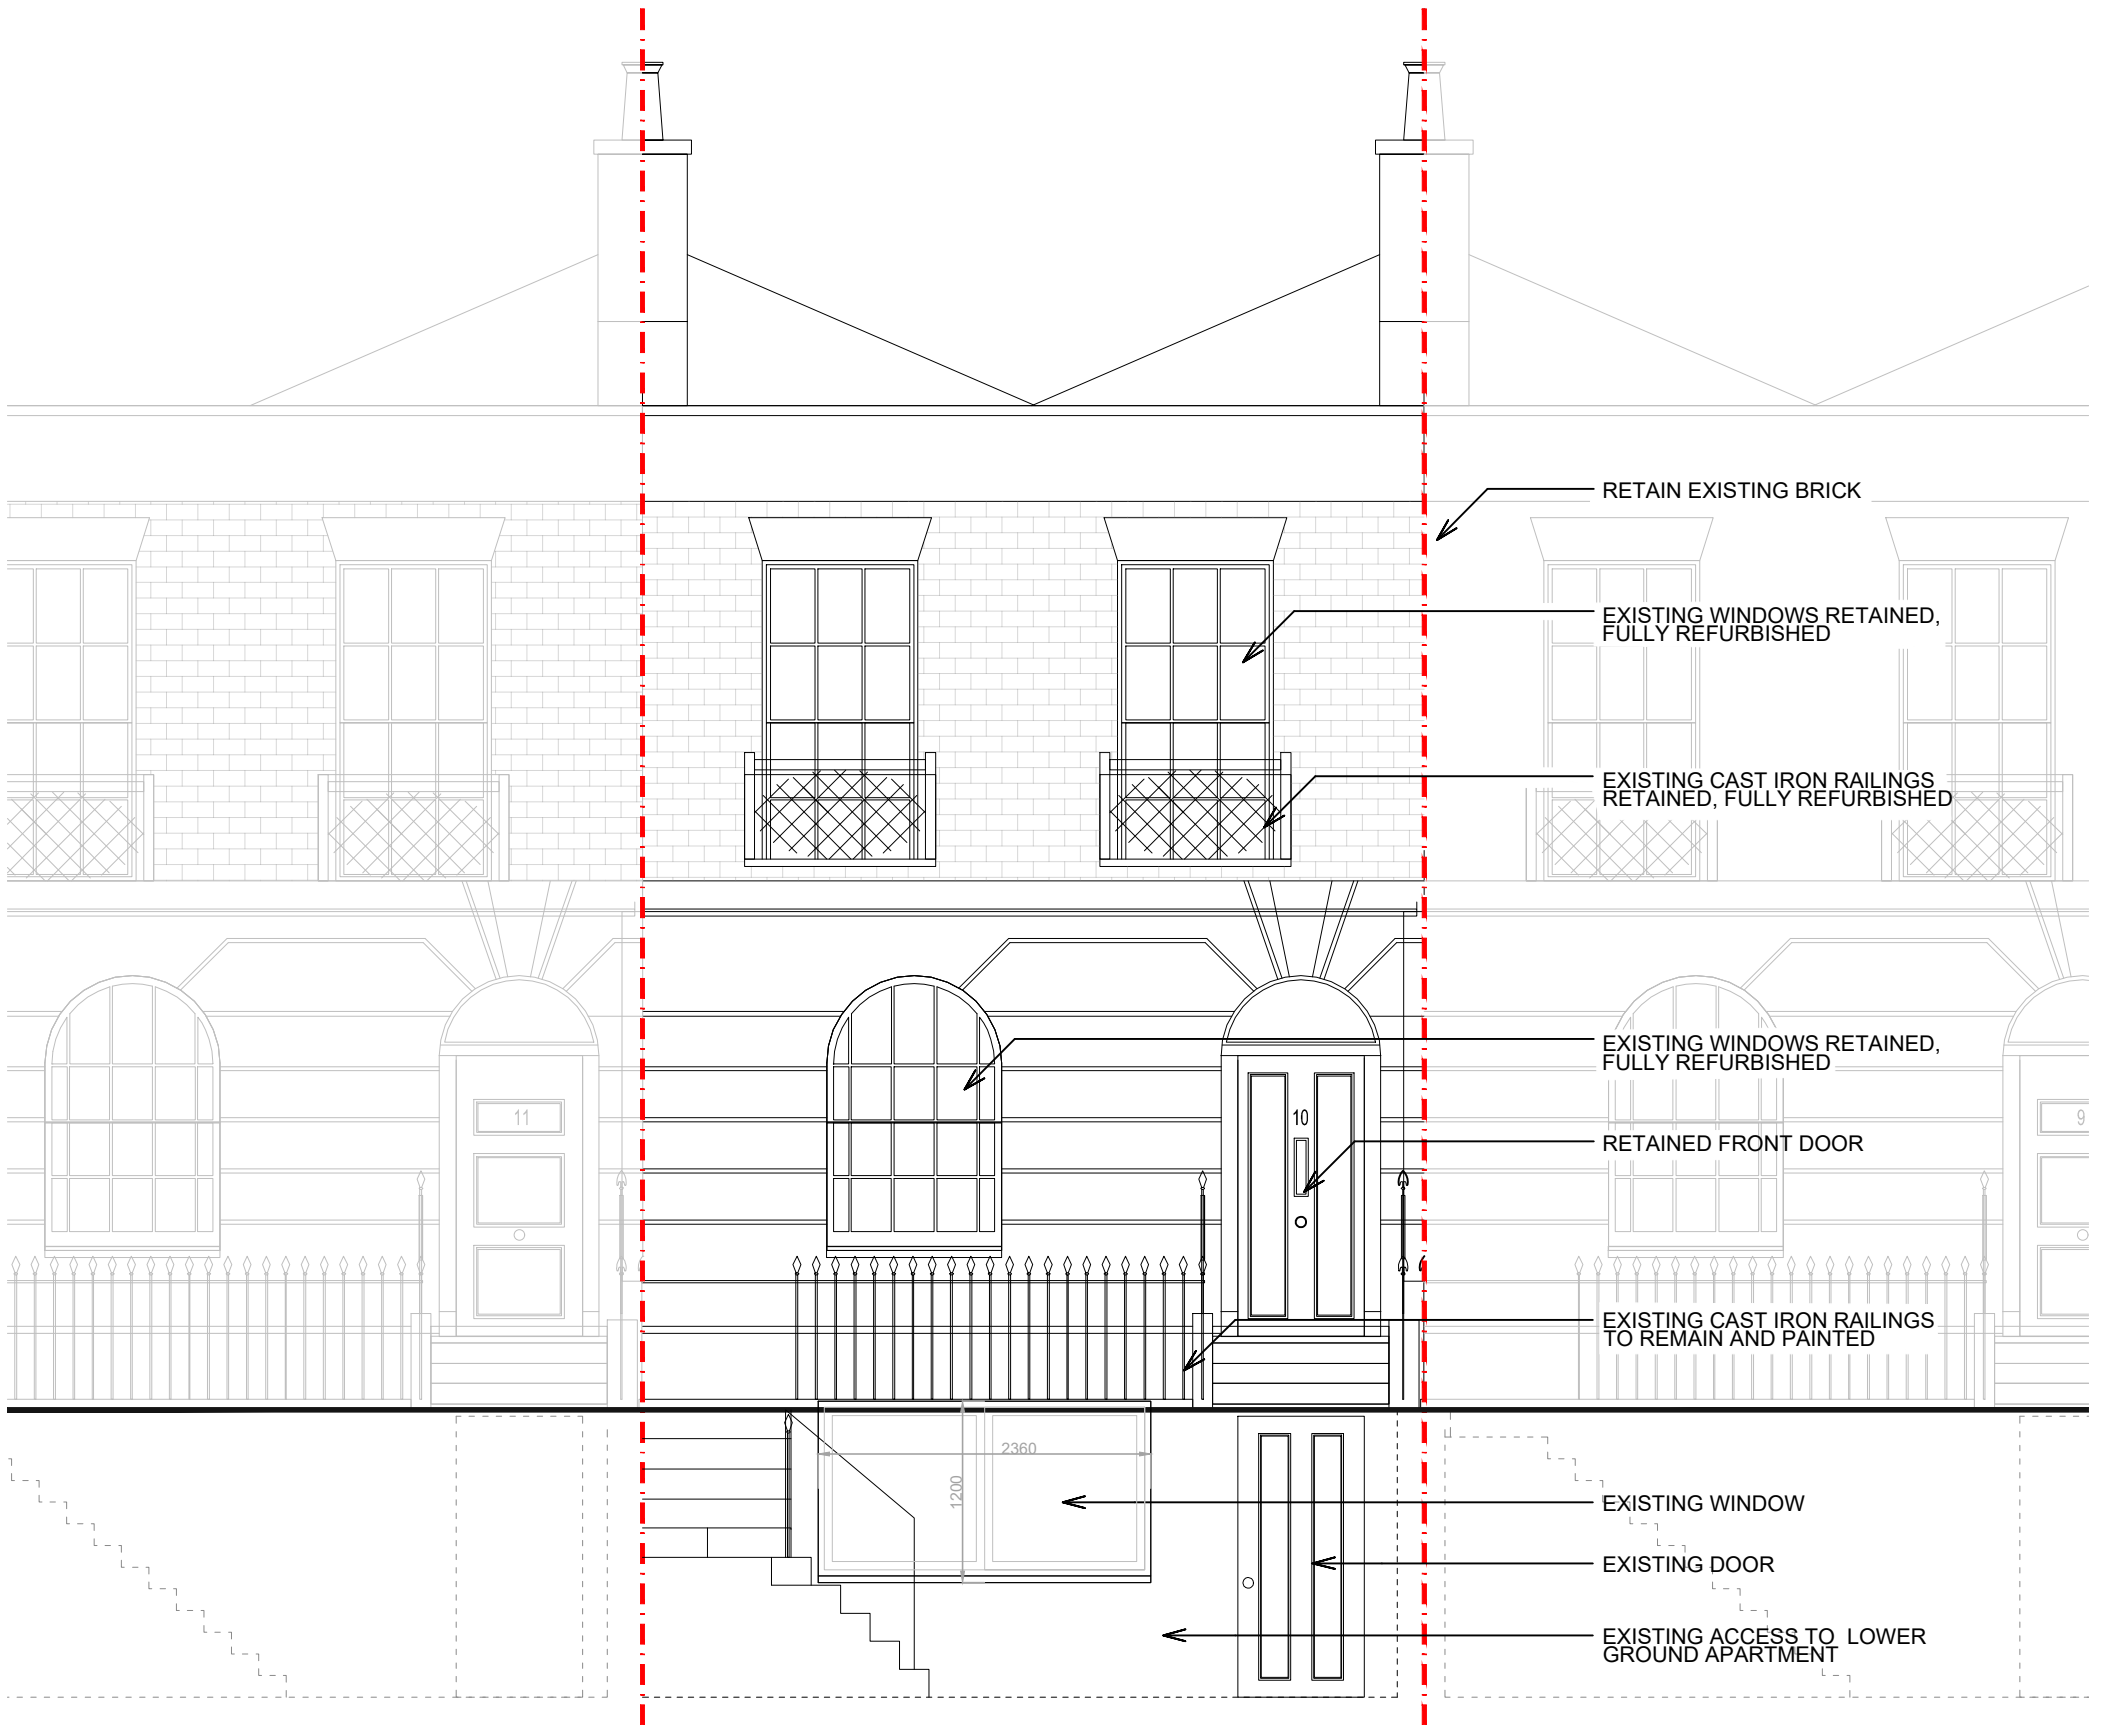 RETAIN EXISTING BRICK
EXISTING WINDOWS RETAINED,
FULLY REFURBISHED
EXISTING CAST IRON RAILINGS
RETAINED, FULLY REFURBISHED
EXISTING WINDOWS RETAINED,
FULLY REFURBISHED
11
10
9
RETAINED FRONT DOOR
EXISTING CAST IRON RAILINGS
TO REMAIN AND PAINTED
2360
1200
EXISTING WINDOW
EXISTING DOOR
EXISTING ACCESS TO LOWER
GROUND APARTMENT